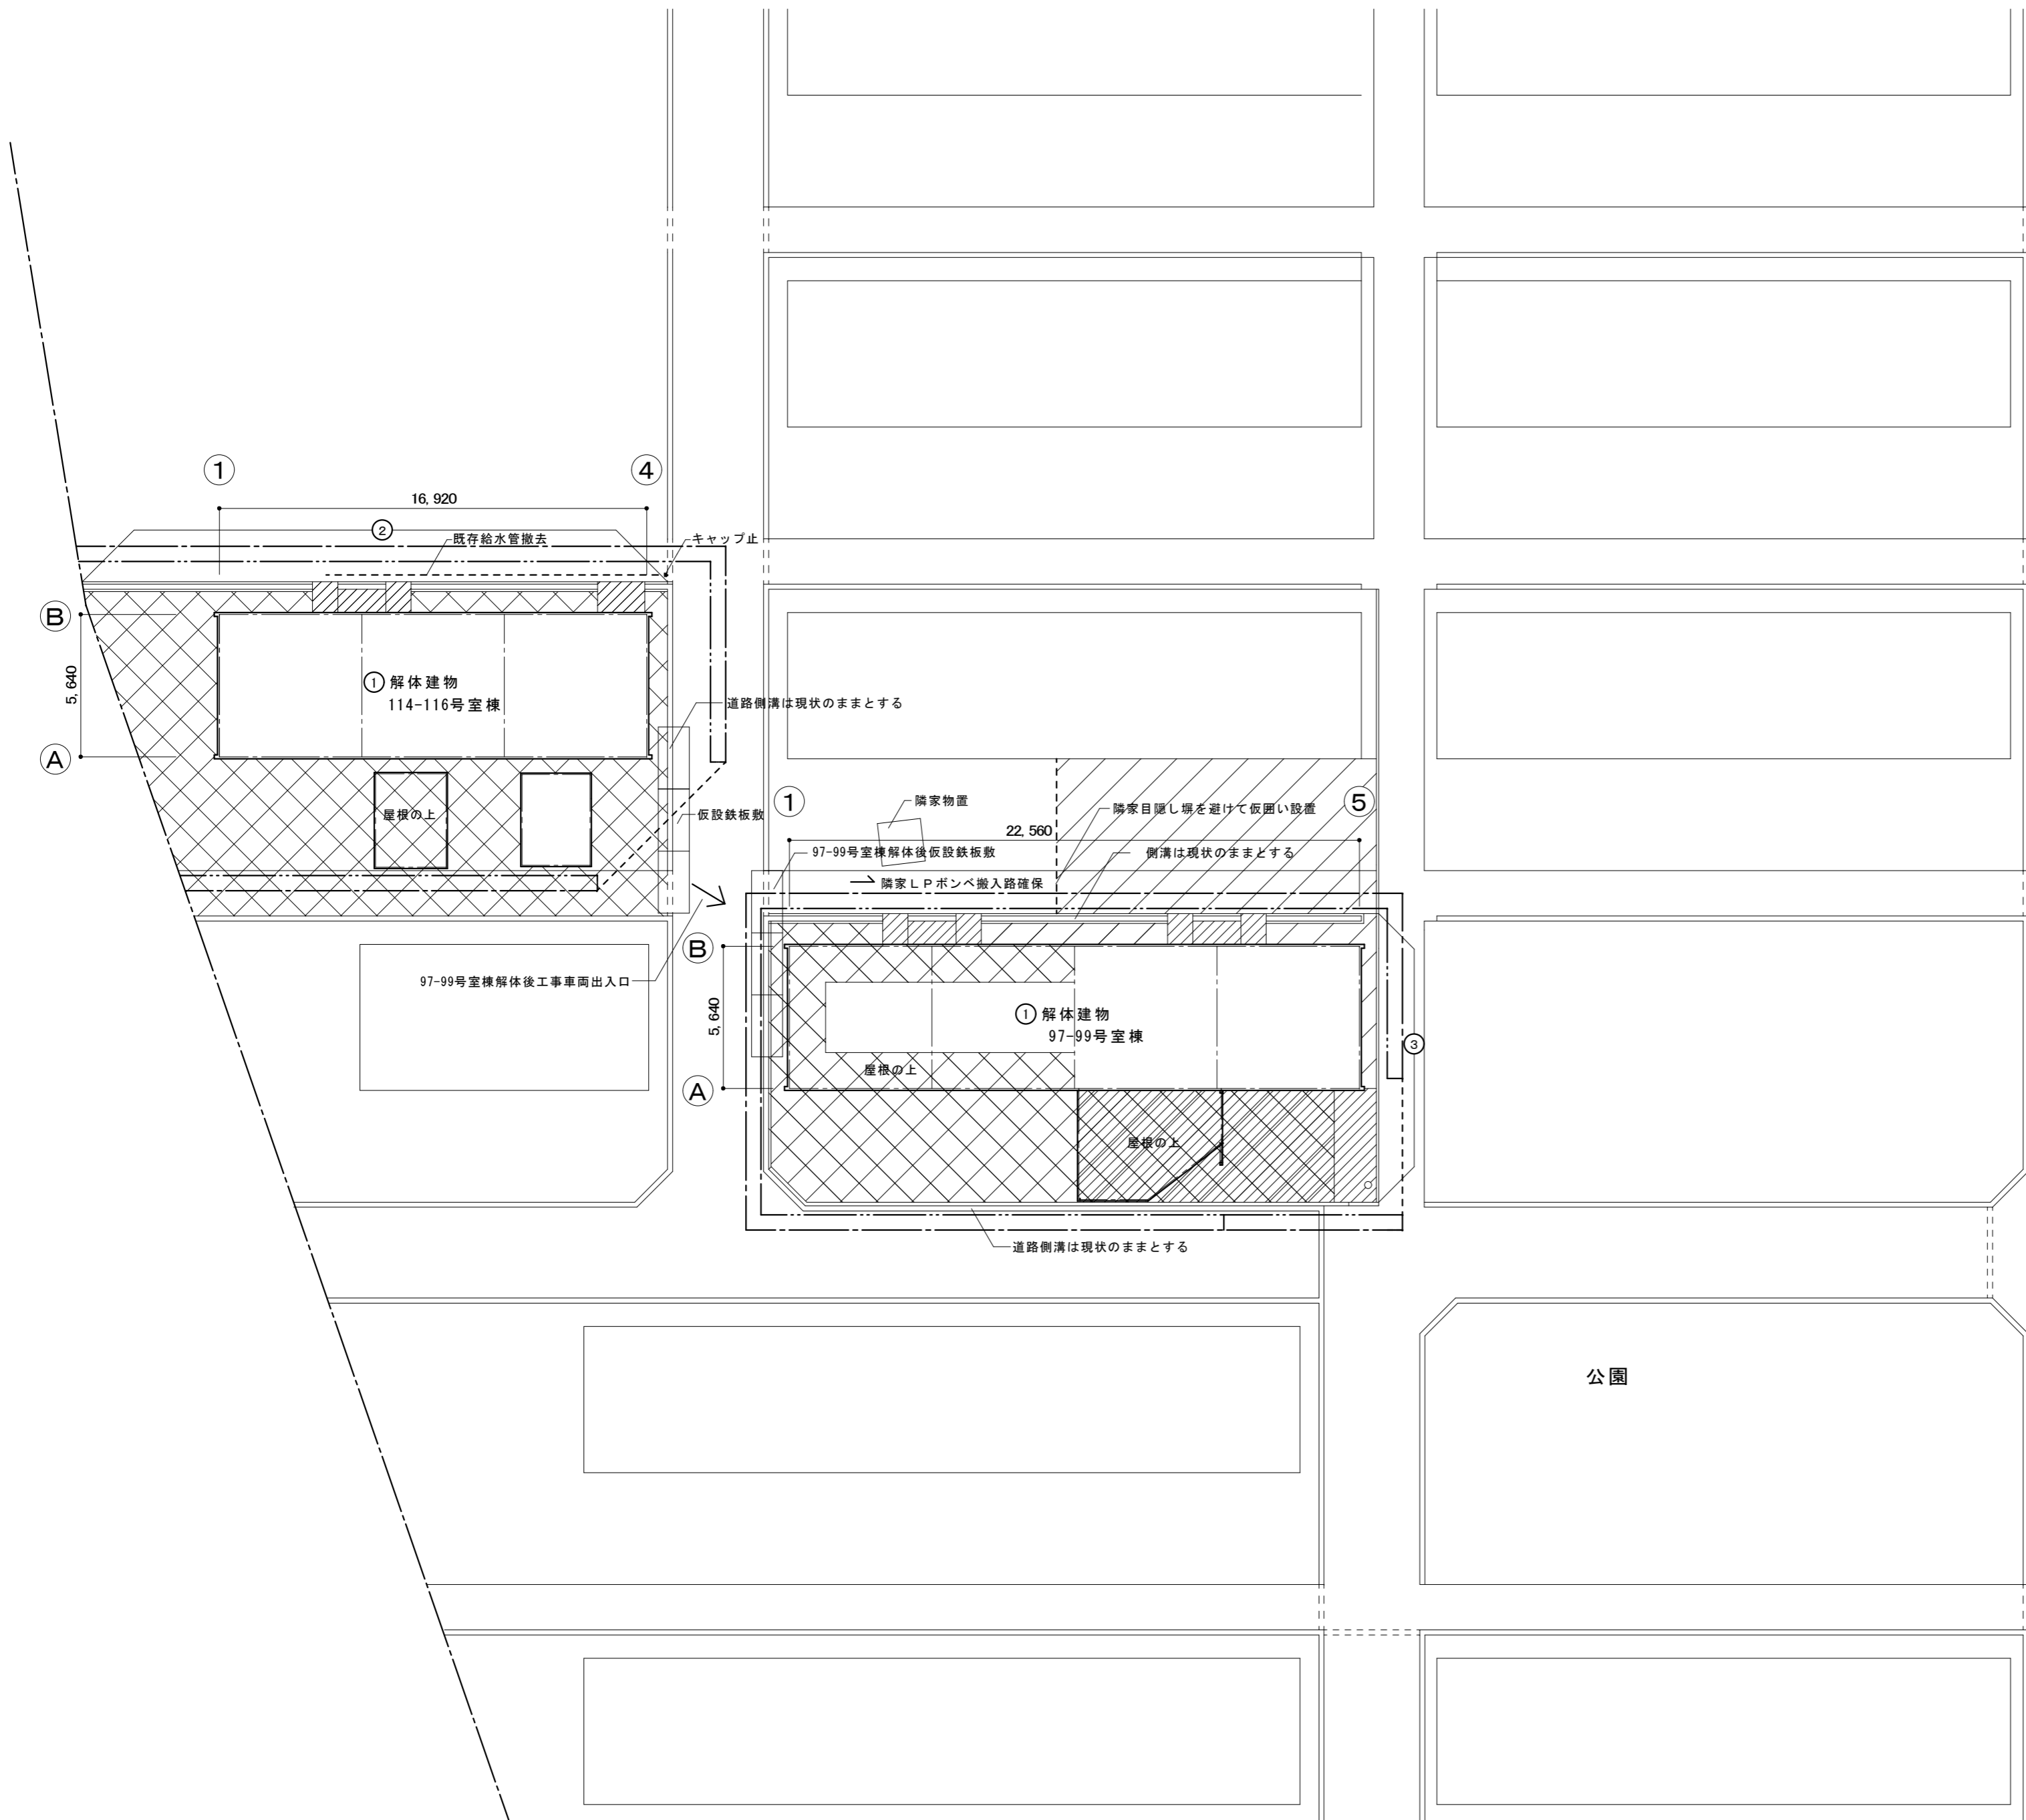 ①
④
16,920
②
既存給水管撤去
キャップ止
Ⓑ
5,640
① 解体建物
114-116号室棟
道路側溝は現状のままとする
Ⓐ
屋根の上
仮設鉄板敷
①
隣家物置
隣家目隠し塀を避けて仮囲い設置
⑤
22,560
97-99号室棟解体後仮設鉄板敷
側溝は現状のままとする
隣家LPボンベ搬入路確保
Ⓑ
97-99号室棟解体後工事車両出入口
5,640
① 解体建物
97-99号室棟
③
屋根の上
Ⓐ
屋根の上
道路側溝は現状のままとする
公園